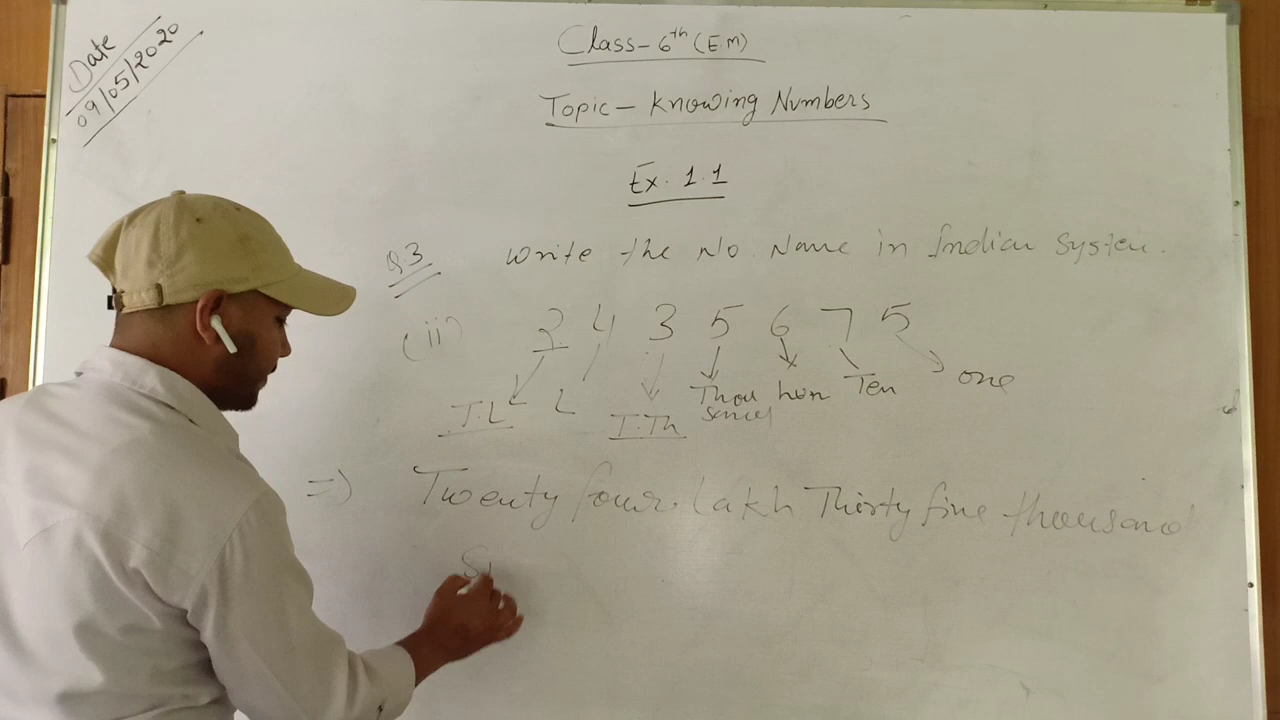 Date
09/05/2020
Class-6th (E.M)
Topic - Knowing Numbers
Ex. 1.1
Q3 Write the No. Name in Indian System.
(ii) 2 4 3 5 6 7 5
T.L L T.Th Thousand hun Ten one
=) Twenty four lakh Thirty five thousand
Si